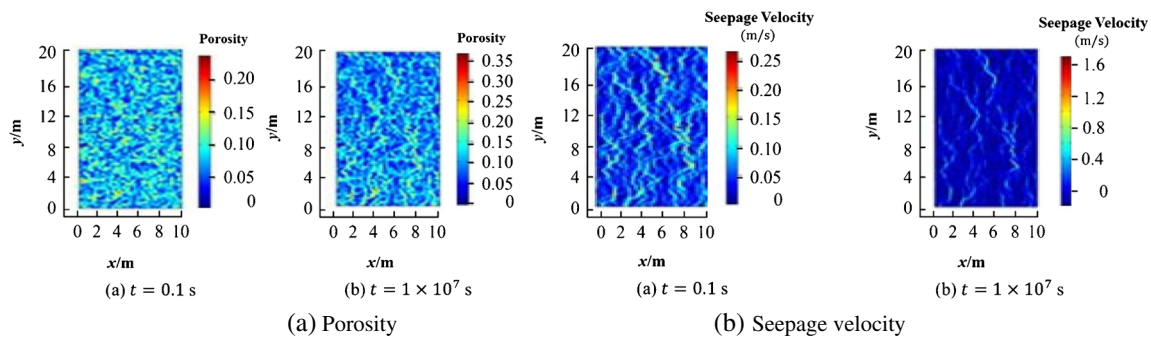 Porosity
20
16
12
8
4
0
y/m
0 2 4 6 8 10
x/m
0.20
0.15
0.10
0.05
0
(a) t = 0.1 s
Porosity
20
16
12
8
4
0
y/m
0 2 4 6 8 10
x/m
0.35
0.30
0.25
0.20
0.15
0.10
0.05
0
(b) t = 1 × 10⁷ s
(a) Porosity
Seepage Velocity
(m/s)
20
16
12
8
4
0
y/m
0 2 4 6 8 10
x/m
0.25
0.20
0.15
0.10
0.05
0
(a) t = 0.1 s
Seepage Velocity
(m/s)
20
16
12
8
4
0
y/m
0 2 4 6 8 10
x/m
1.6
1.2
0.8
0.4
0
(b) t = 1 × 10⁷ s
(b) Seepage velocity